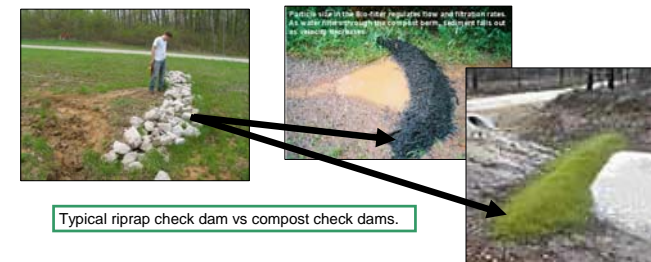 Particle size in the Bio-filter regulates flow and filtration rates.
As water filters through the compost berm, sediment falls out
as velocity decreases.
Typical riprap check dam vs compost check dams.